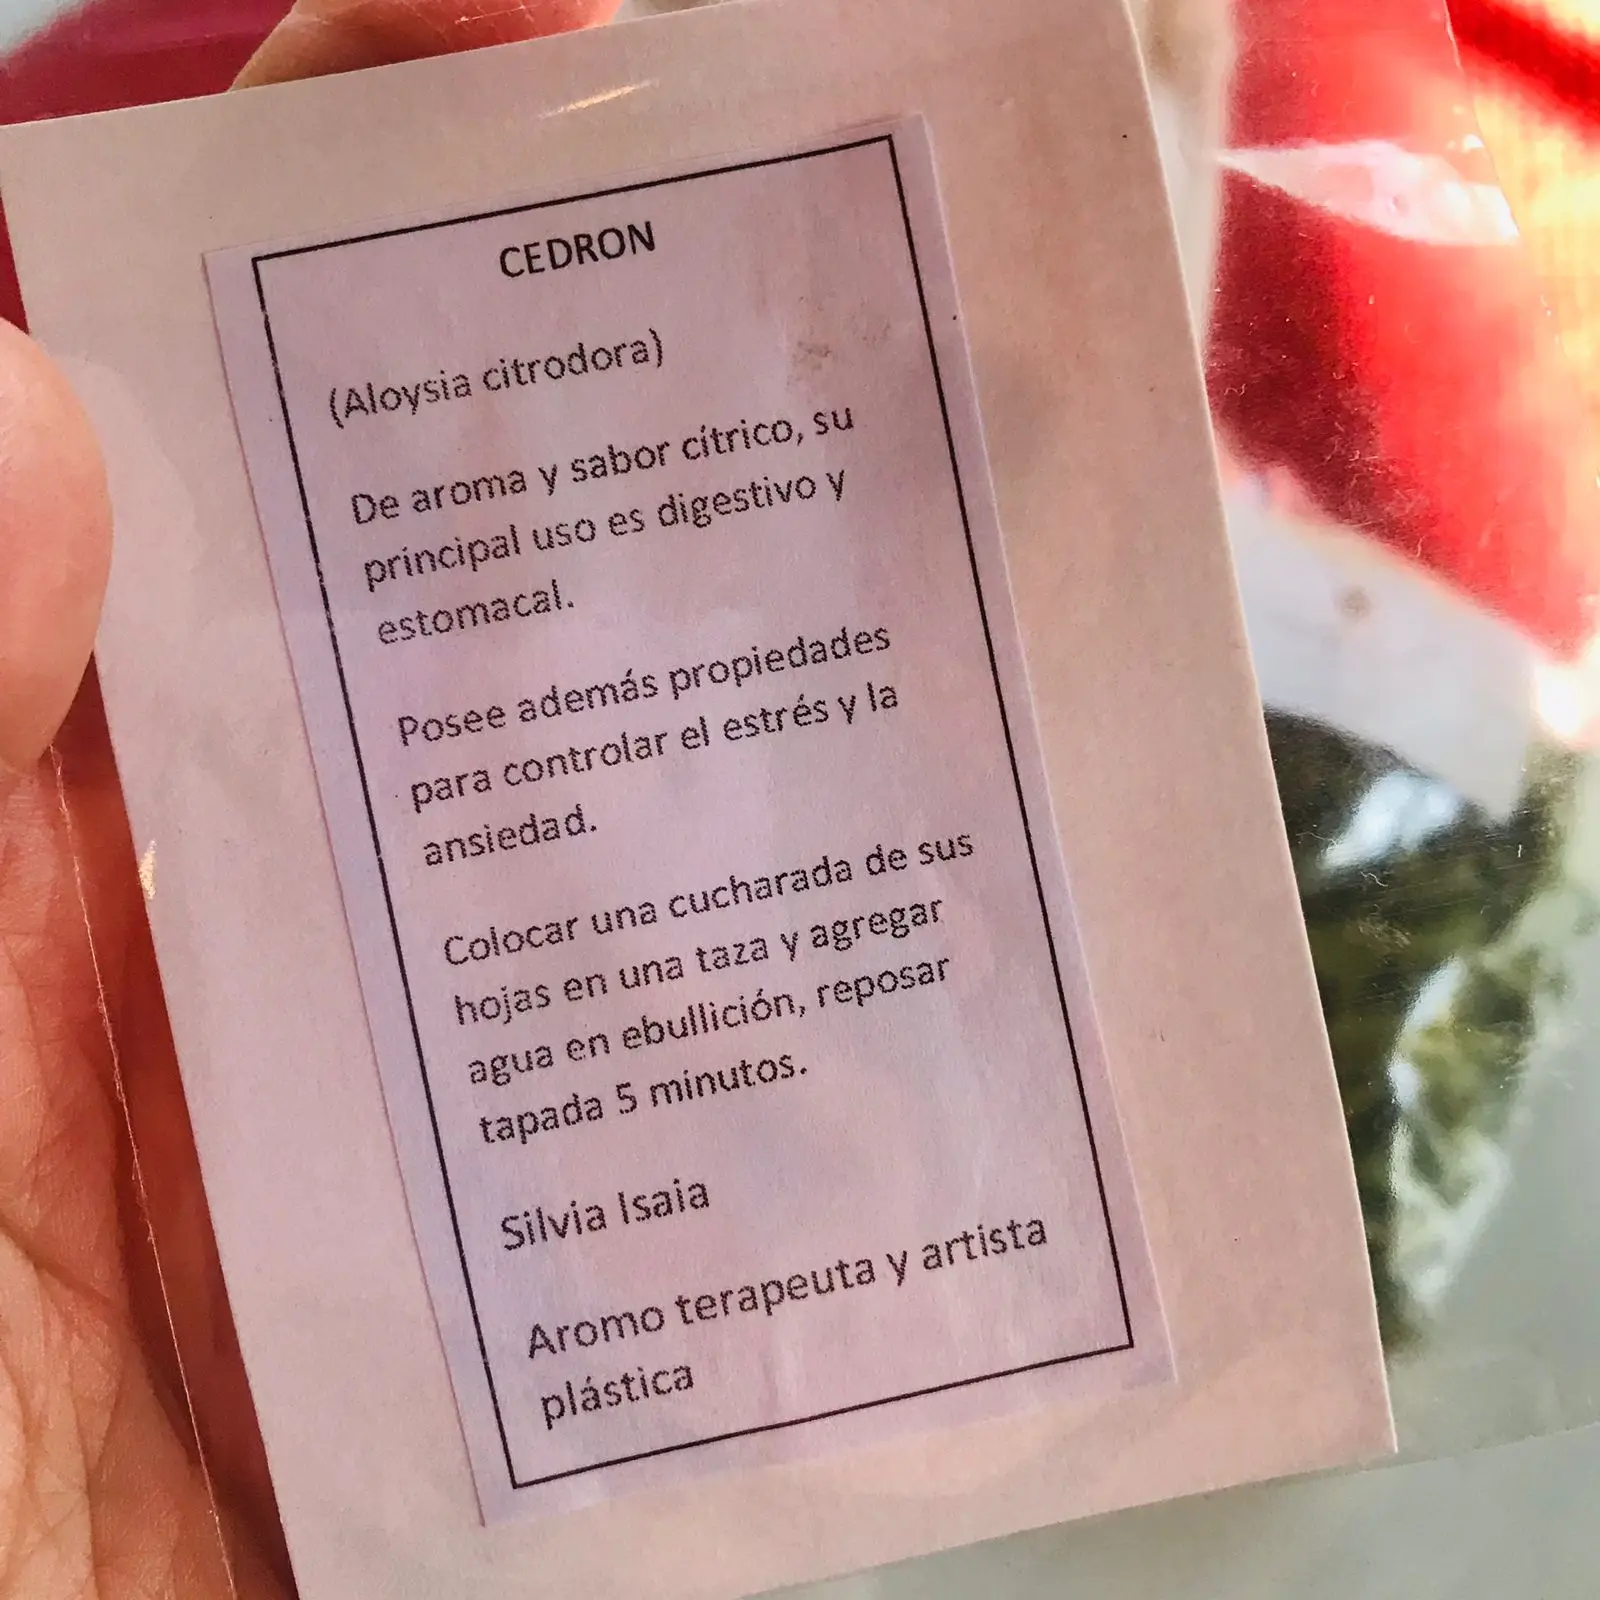 CEDRON
(Aloysia citrodora)
De aroma y sabor cítrico, su
principal uso es digestivo y
estomacal.
Posee además propiedades
para controlar el estrés y la
ansiedad.
Colocar una cucharada de sus
hojas en una taza y agregar
agua en ebullición, reposar
tapada 5 minutos.
Silvia Isaia
Aromo terapeuta y artista
plástica